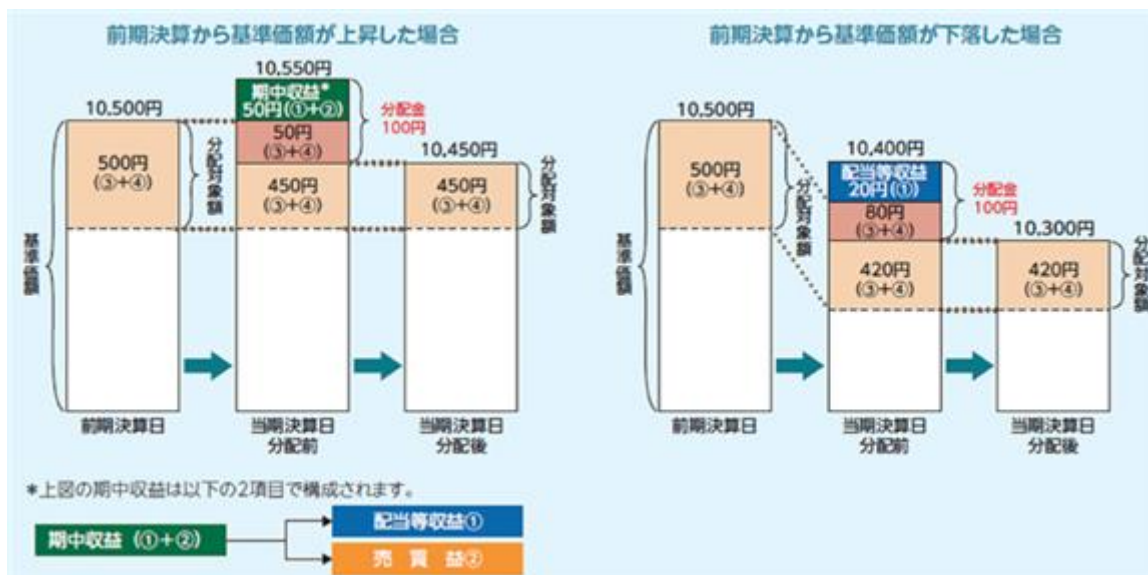 前期決算から基準価額が上昇した場合
10,550円
10,500円
期中収益*
50円(①+②)
分配金
100円
500円
(③+④)
分配対象額
50円
(③+④)
10,450円
450円
(③+④)
450円
(③+④)
分配対象額
基準価額
前期決算日
当期決算日
分配前
当期決算日
分配後
前期決算から基準価額が下落した場合
10,500円
500円
(③+④)
分配対象額
10,400円
配当等収益
20円(①)
分配金
100円
80円
(③+④)
10,300円
420円
(③+④)
420円
(③+④)
分配対象額
基準価額
前期決算日
当期決算日
分配前
当期決算日
分配後
*上図の期中収益は以下の2項目で構成されます。
期中収益 (①+②)
配当等収益①
売 買 益②